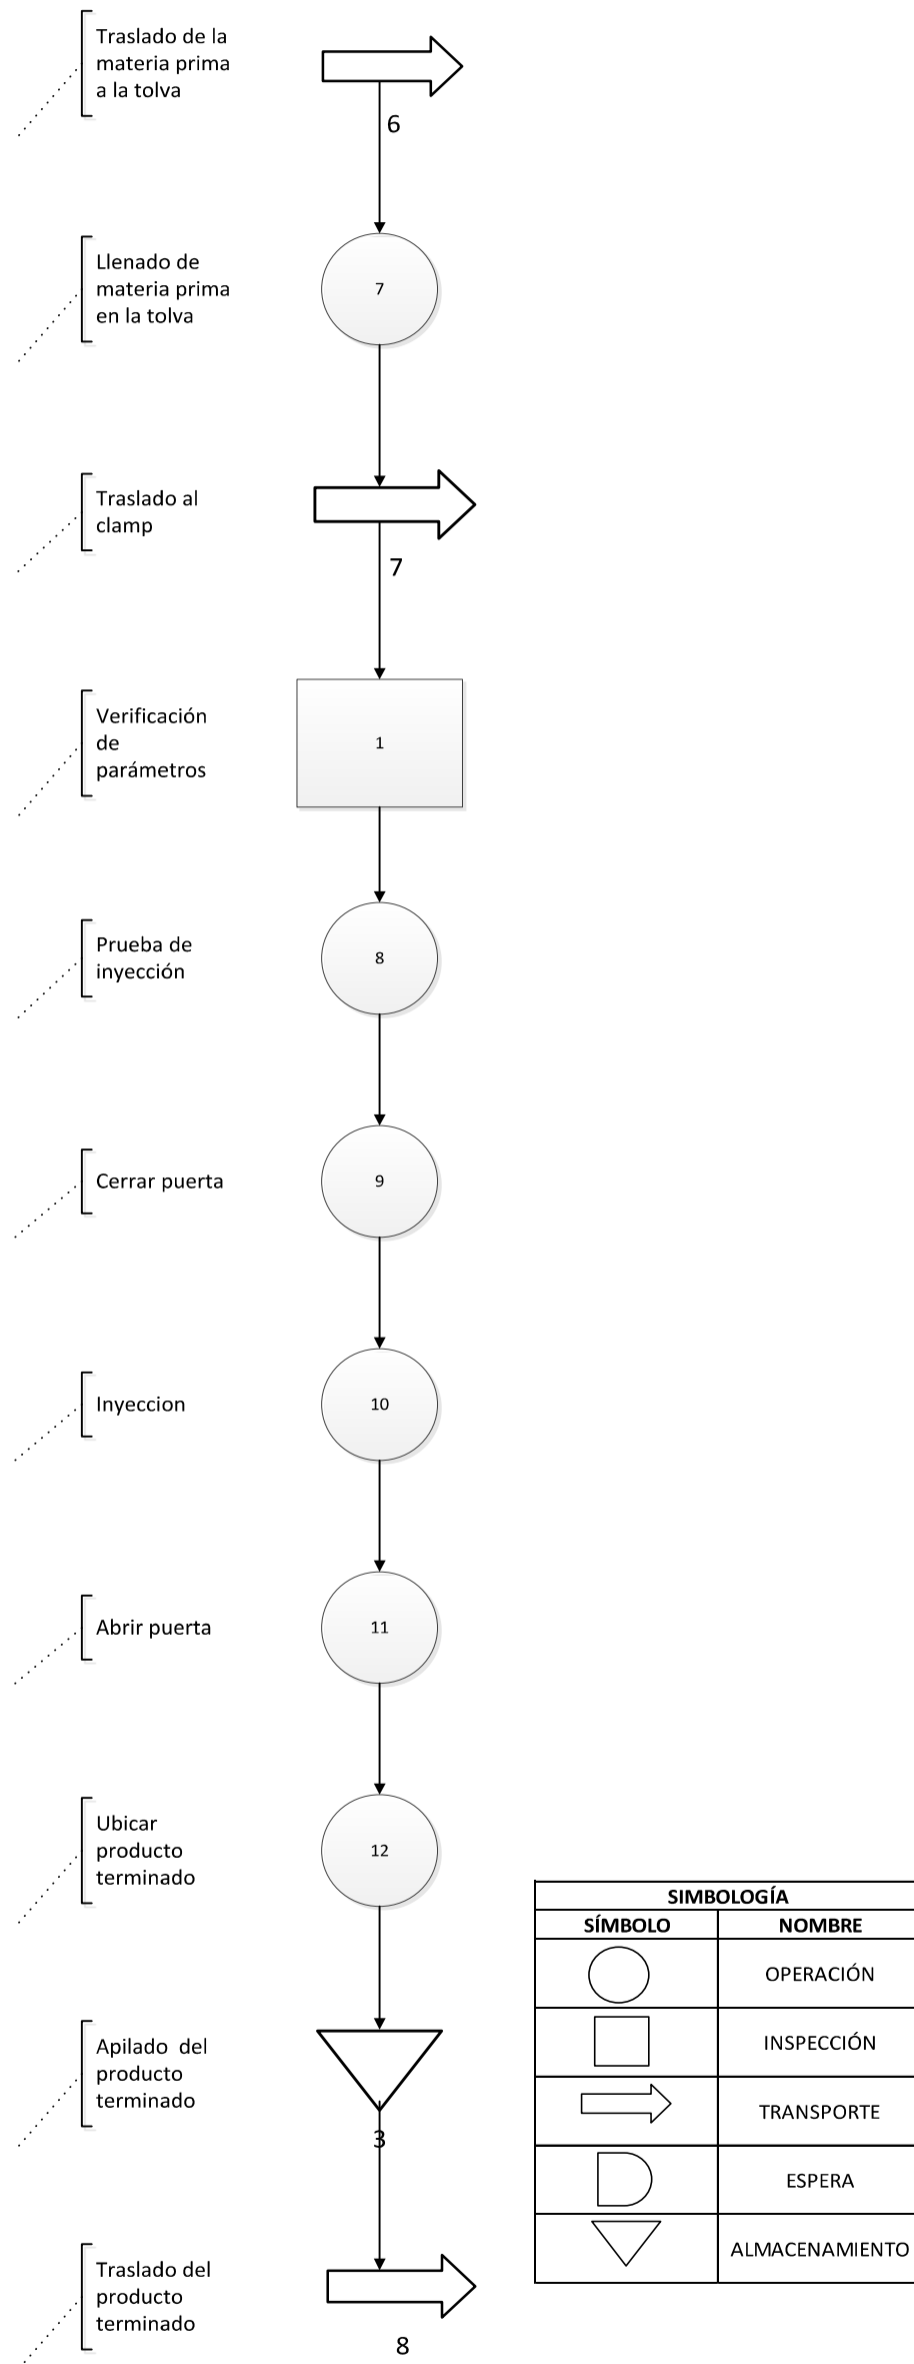 Traslado de la
materia prima
a la tolva
6
Llenado de
materia prima
en la tolva
7
Traslado al
clamp
7
Verificación
de
parámetros
1
Prueba de
inyección
8
Cerrar puerta
9
Inyeccion
10
Abrir puerta
11
Ubicar
producto
terminado
12
Apilado del
producto
terminado
3
Traslado del
producto
terminado
8
SIMBOLOGÍA
SÍMBOLO NOMBRE
OPERACIÓN
INSPECCIÓN
TRANSPORTE
ESPERA
ALMACENAMIENTO